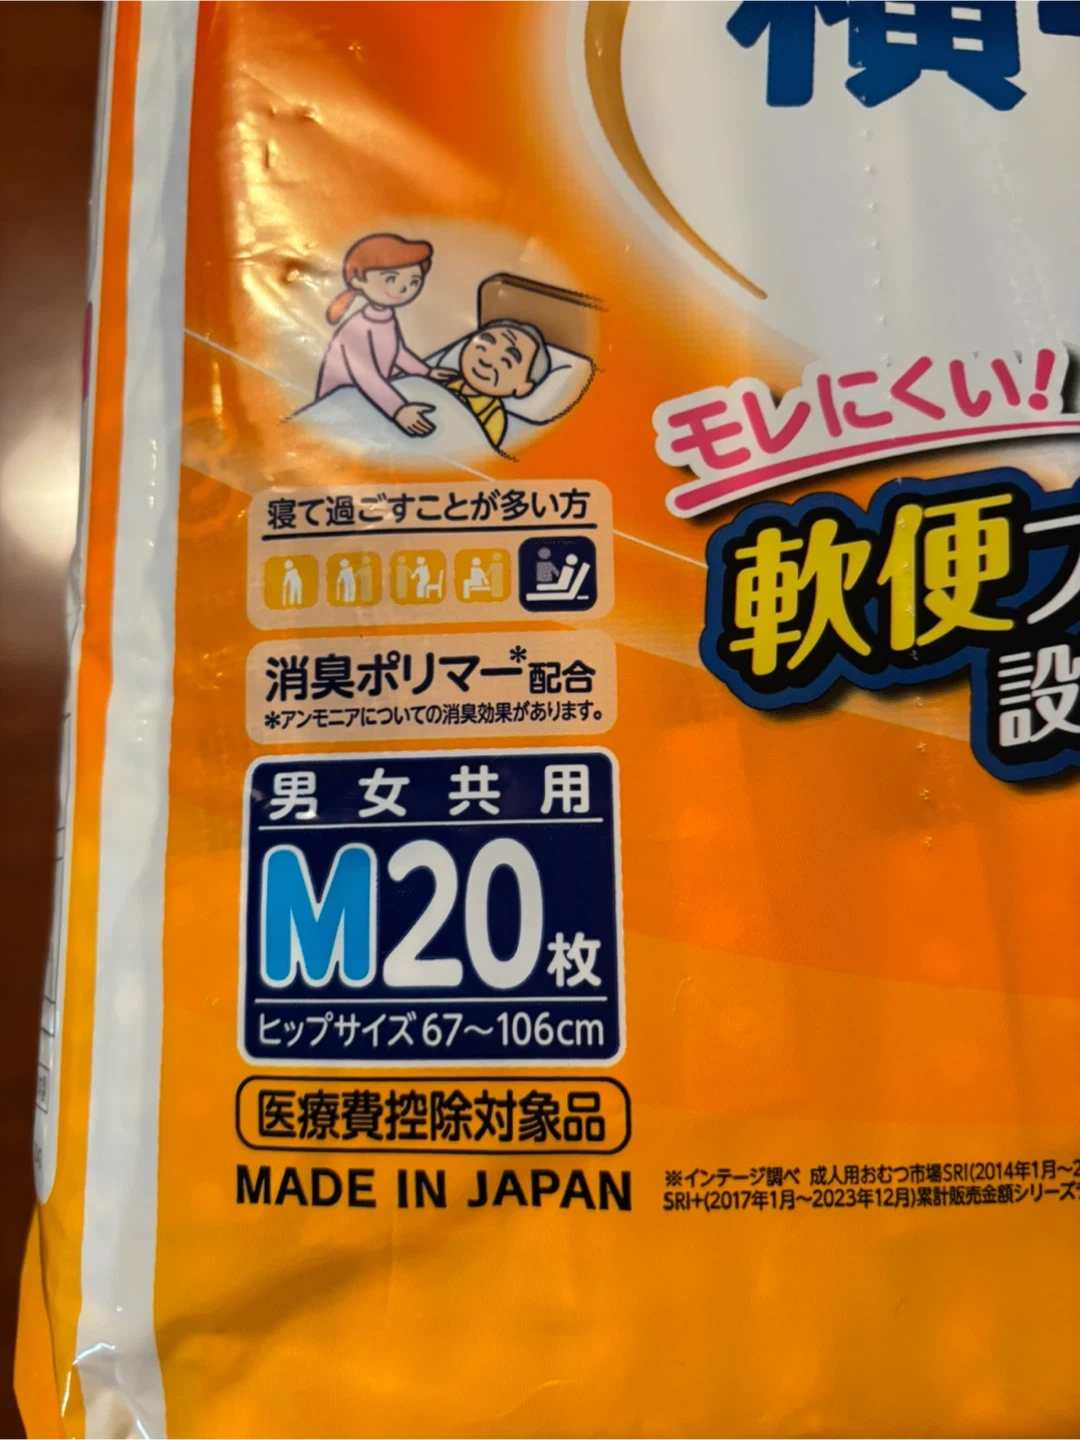 横
モレにくい!
寝て過ごすことが多い方
軟便
設
消臭ポリマー*配合
*アンモニアについての消臭効果があります。
男女共用
M20枚
ヒップサイズ67～106cm
医療費控除対象品
MADE IN JAPAN
※インテージ調べ 成人用おむつ市場SRI(2014年1月～2
SRI+(2017年1月～2023年12月)累計販売金額シリーズ